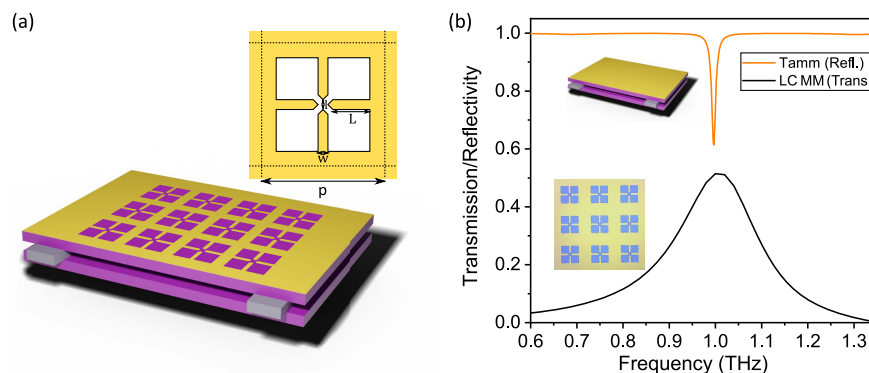 (a)
L
w
p
(b)
Transmission/Reflectivity
1.0
0.8
0.6
0.4
0.2
0.0
Tamm (Refl.)
LC MM (Trans
0.6 0.7 0.8 0.9 1.0 1.1 1.2 1.3
Frequency (THz)